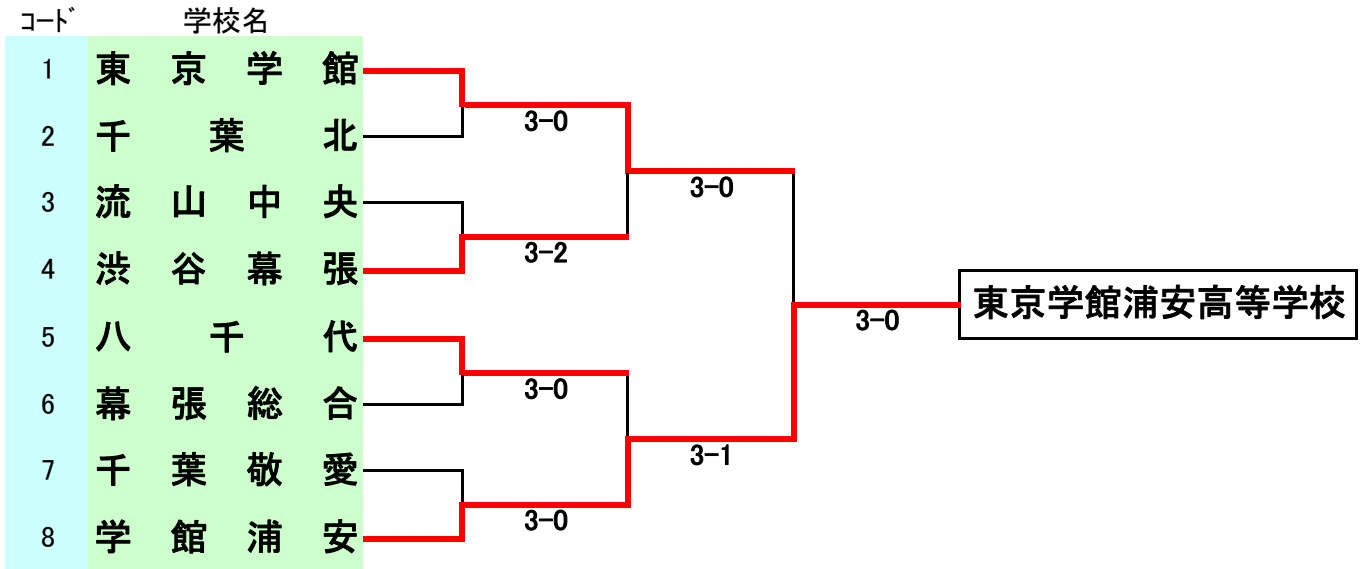 ｺｰﾄﾞ 学校名
1 東京学館
2 千葉北
3 流山中央
4 渋谷幕張
5 八千代
6 幕張総合
7 千葉敬愛
8 学館浦安
3-0
3-2
3-0
3-0
3-0
3-1
3-0
東京学館浦安高等学校